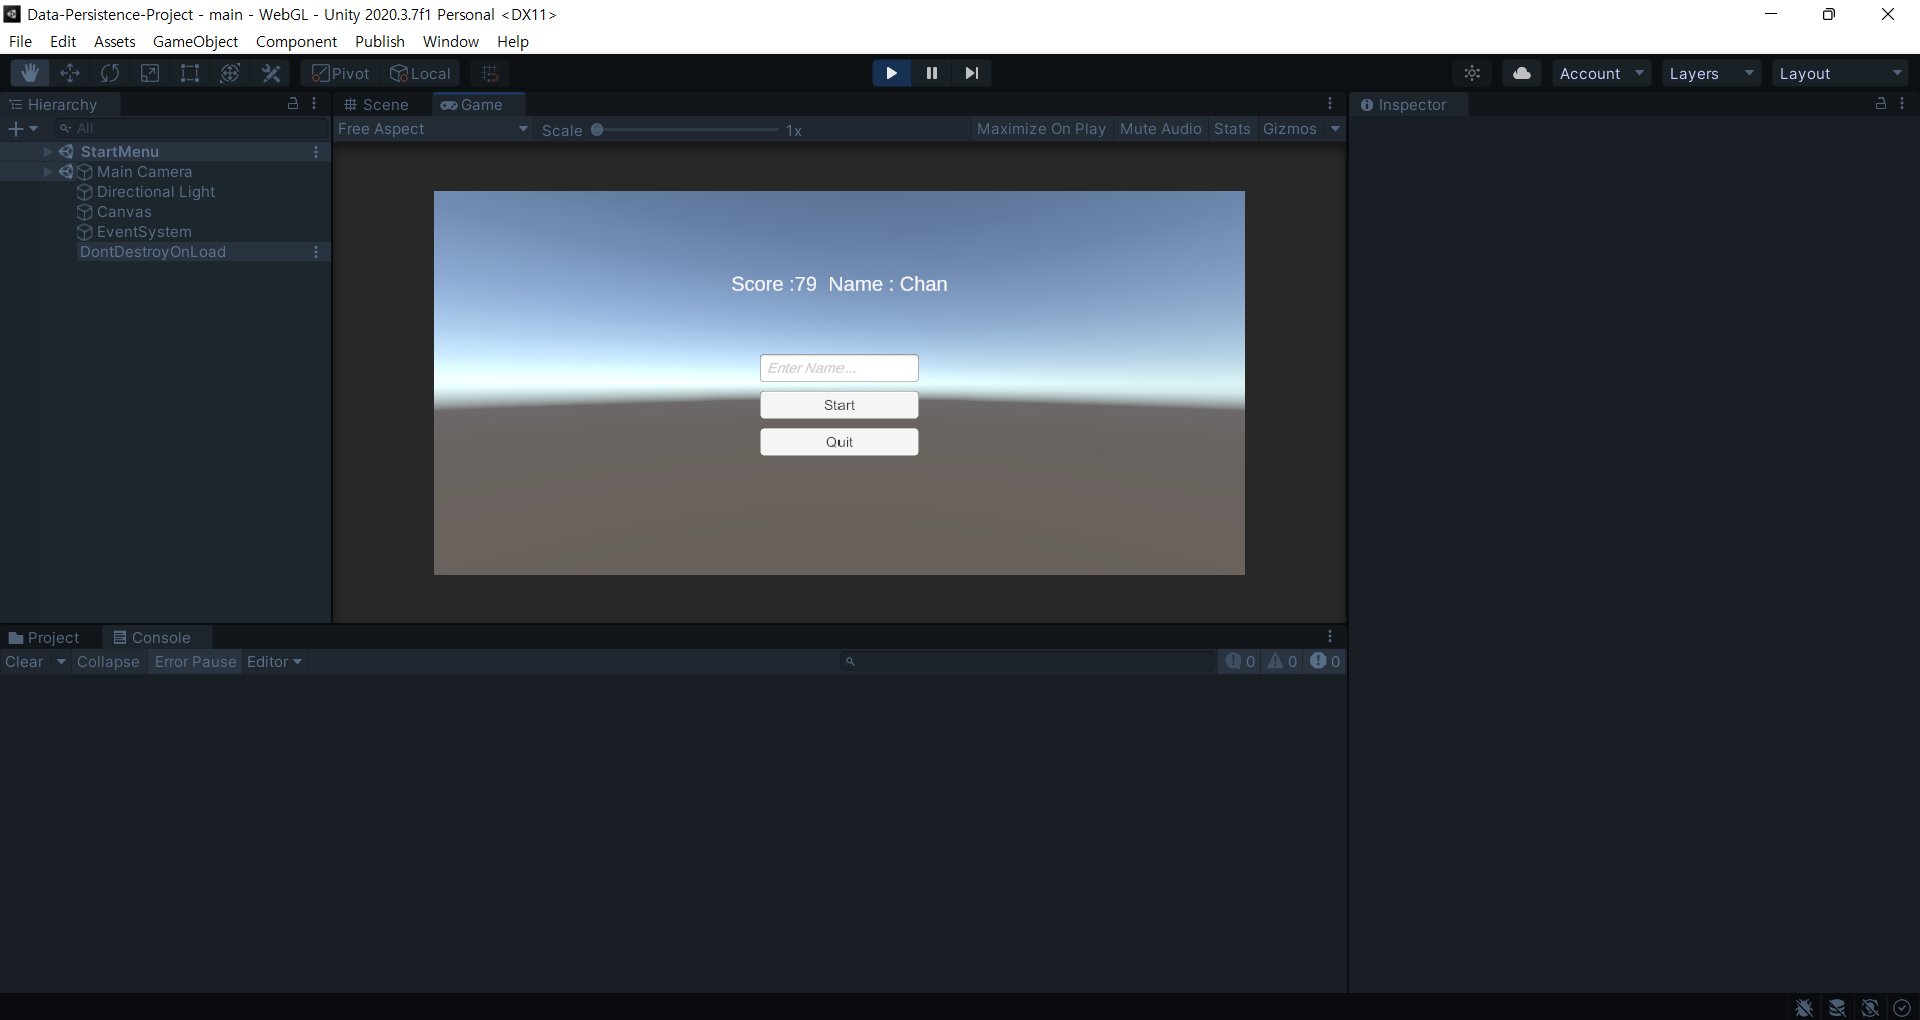 Data-Persistence-Project - main - WebGL - Unity 2020.3.7f1 Personal <DX11>
File Edit Assets GameObject Component Publish Window Help
Pivot Local Account Layers Layout
Hierarchy
All
StartMenu
Main Camera
Directional Light
Canvas
EventSystem
DontDestroyOnLoad
Scene Game
Free Aspect Scale 1x Maximize On Play Mute Audio Stats Gizmos
Score :79 Name : Chan
Enter Name...
Start
Quit
Inspector
Project Console
Clear Collapse Error Pause Editor 0 0 0